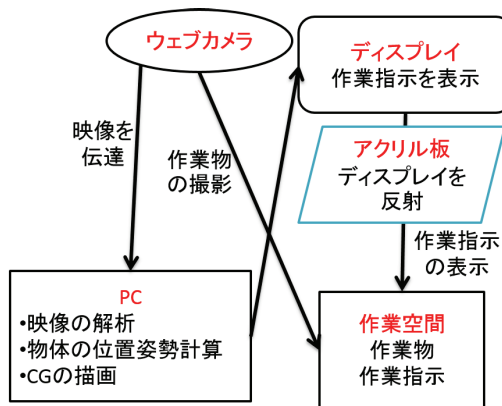 ウェブカメラ
ディスプレイ
作業指示を表示
映像を
伝達
作業物
の撮影
アクリル板
ディスプレイを
反射
作業指示
の表示
PC
•映像の解析
•物体の位置姿勢計算
•CGの描画
作業空間
作業物
作業指示